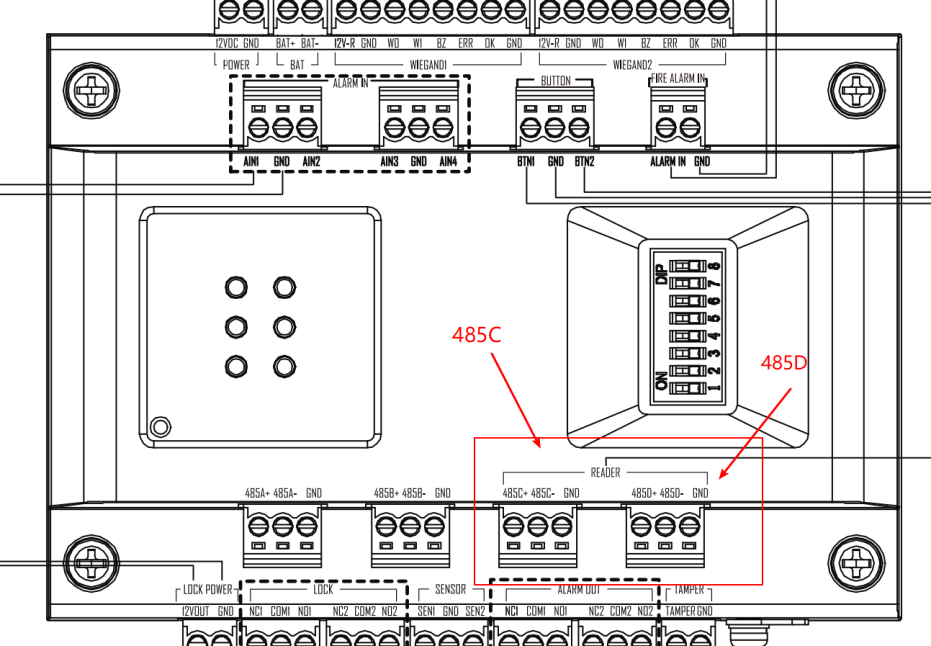 12VDC GND BAT+ BAT- 12V-R GND W0 W1 BZ ERR OK GND 12V-R GND W0 W1 BZ ERR OK GND
POWER BAT WIEGAND1 WIEGAND2
ALARM IN BUTTON FIRE ALARM IN
AIN1 GND AIN2 AIN3 GND AIN4 BTN1 GND BTN2 ALARM IN GND
DIP
8
7
6
5
4
3
2
1
ON
485C
485D
READER
485A+ 485A- GND 485B+ 485B- GND 485C+ 485C- GND 485D+ 485D- GND
LOCK POWER LOCK SENSOR ALARM OUT TAMPER
12VOUT GND NC1 COM1 NO1 NC2 COM2 NO2 SEN1 GND SEN2 NC1 COM1 NO1 NC2 COM2 NO2 TAMPER GND